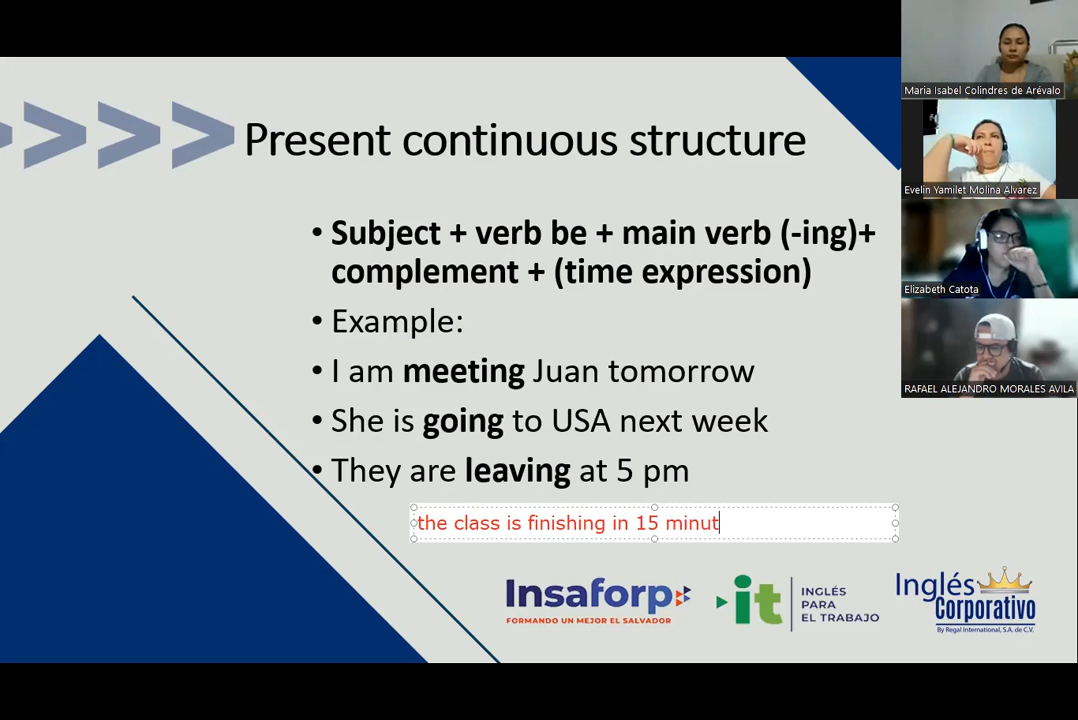 Present continuous structure
• Subject + verb be + main verb (-ing)+
complement + (time expression)
• Example:
• I am meeting Juan tomorrow
• She is going to USA next week
• They are leaving at 5 pm
the class is finishing in 15 minut
Insaforp
FORMANDO UN MEJOR EL SALVADOR
it
INGLÉS
PARA
EL TRABAJO
Inglés
Corporativo
By Regal International, S.A. de C.V.
Maria Isabel Colindres de Arévalo
Evelin Yamilet Molina Alvarez
Elizabeth Catota
RAFAEL ALEJANDRO MORALES AVILA